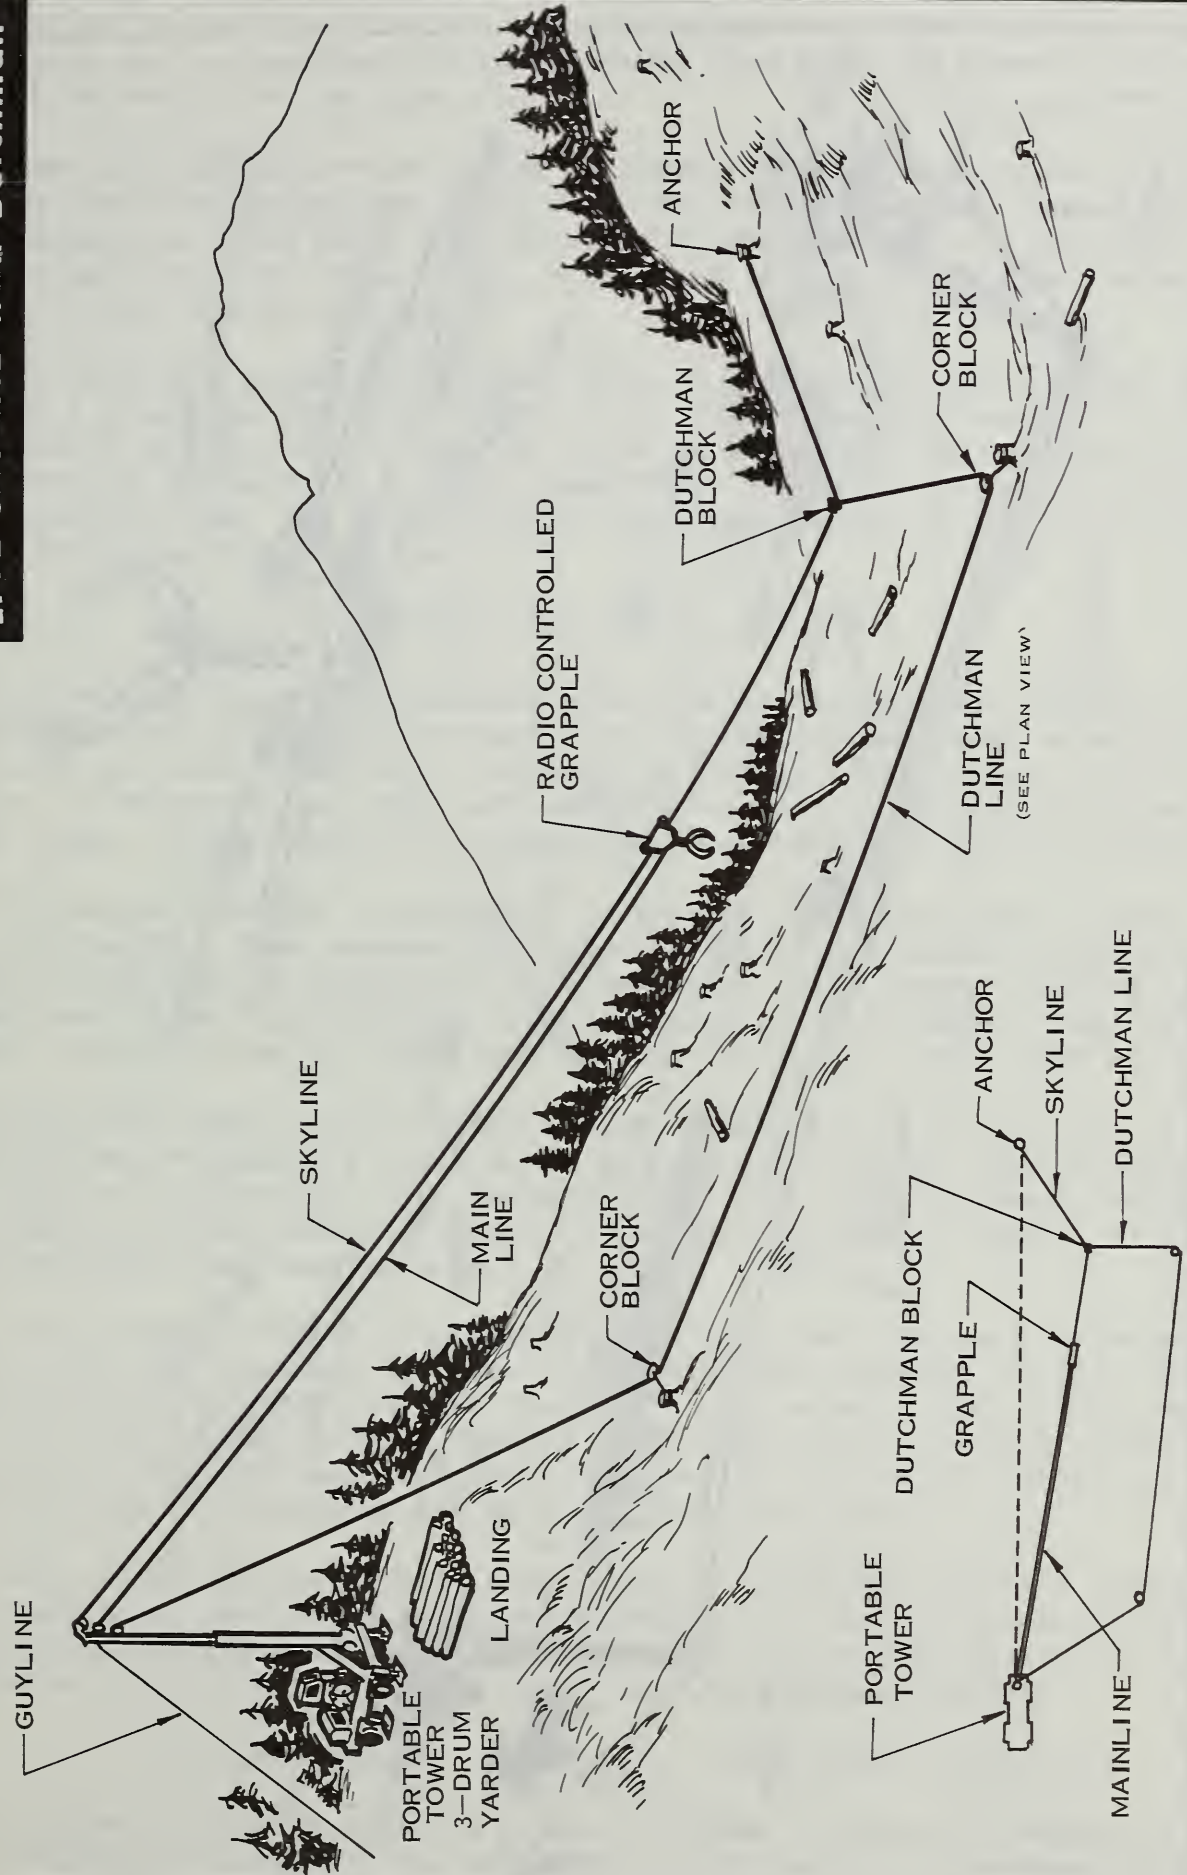 GUYLINE
SKYLINE
MAIN
LINE
RADIO CONTROLLED
GRAPPLE
DUTCHMAN
BLOCK
ANCHOR
PORTABLE
TOWER
3-DRUM
YARDER
LANDING
CORNER
BLOCK
CORNER
BLOCK
DUTCHMAN
LINE
(SEE PLAN VIEW)
PORTABLE
TOWER
DUTCHMAN BLOCK
GRAPPLE
ANCHOR
SKYLINE
DUTCHMAN LINE
MAINLINE